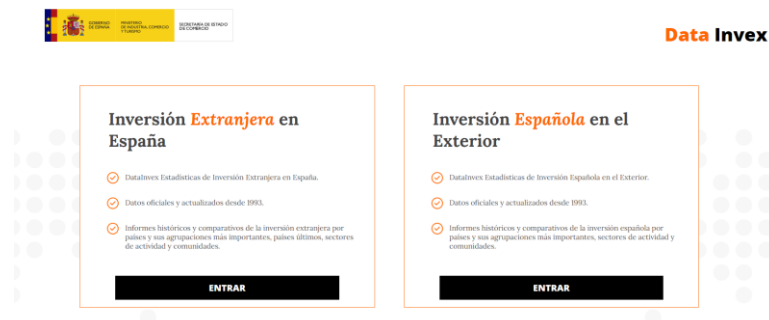 GOBIERNO
DE ESPAÑA
MINISTERIO
DE INDUSTRIA, COMERCIO
Y TURISMO
SECRETARÍA DE ESTADO
DE COMERCIO
Data Invex
Inversión Extranjera en
España
DataInvex Estadísticas de Inversión Extranjera en España.
Datos oficiales y actualizados desde 1993.
Informes históricos y comparativos de la inversión extranjera por
países y sus agrupaciones más importantes, países últimos, sectores
de actividad y comunidades.
ENTRAR
Inversión Española en el
Exterior
DataInvex Estadísticas de Inversión Española en el Exterior.
Datos oficiales y actualizados desde 1993.
Informes históricos y comparativos de la inversión española por
países y sus agrupaciones más importantes, sectores de actividad y
comunidades.
ENTRAR